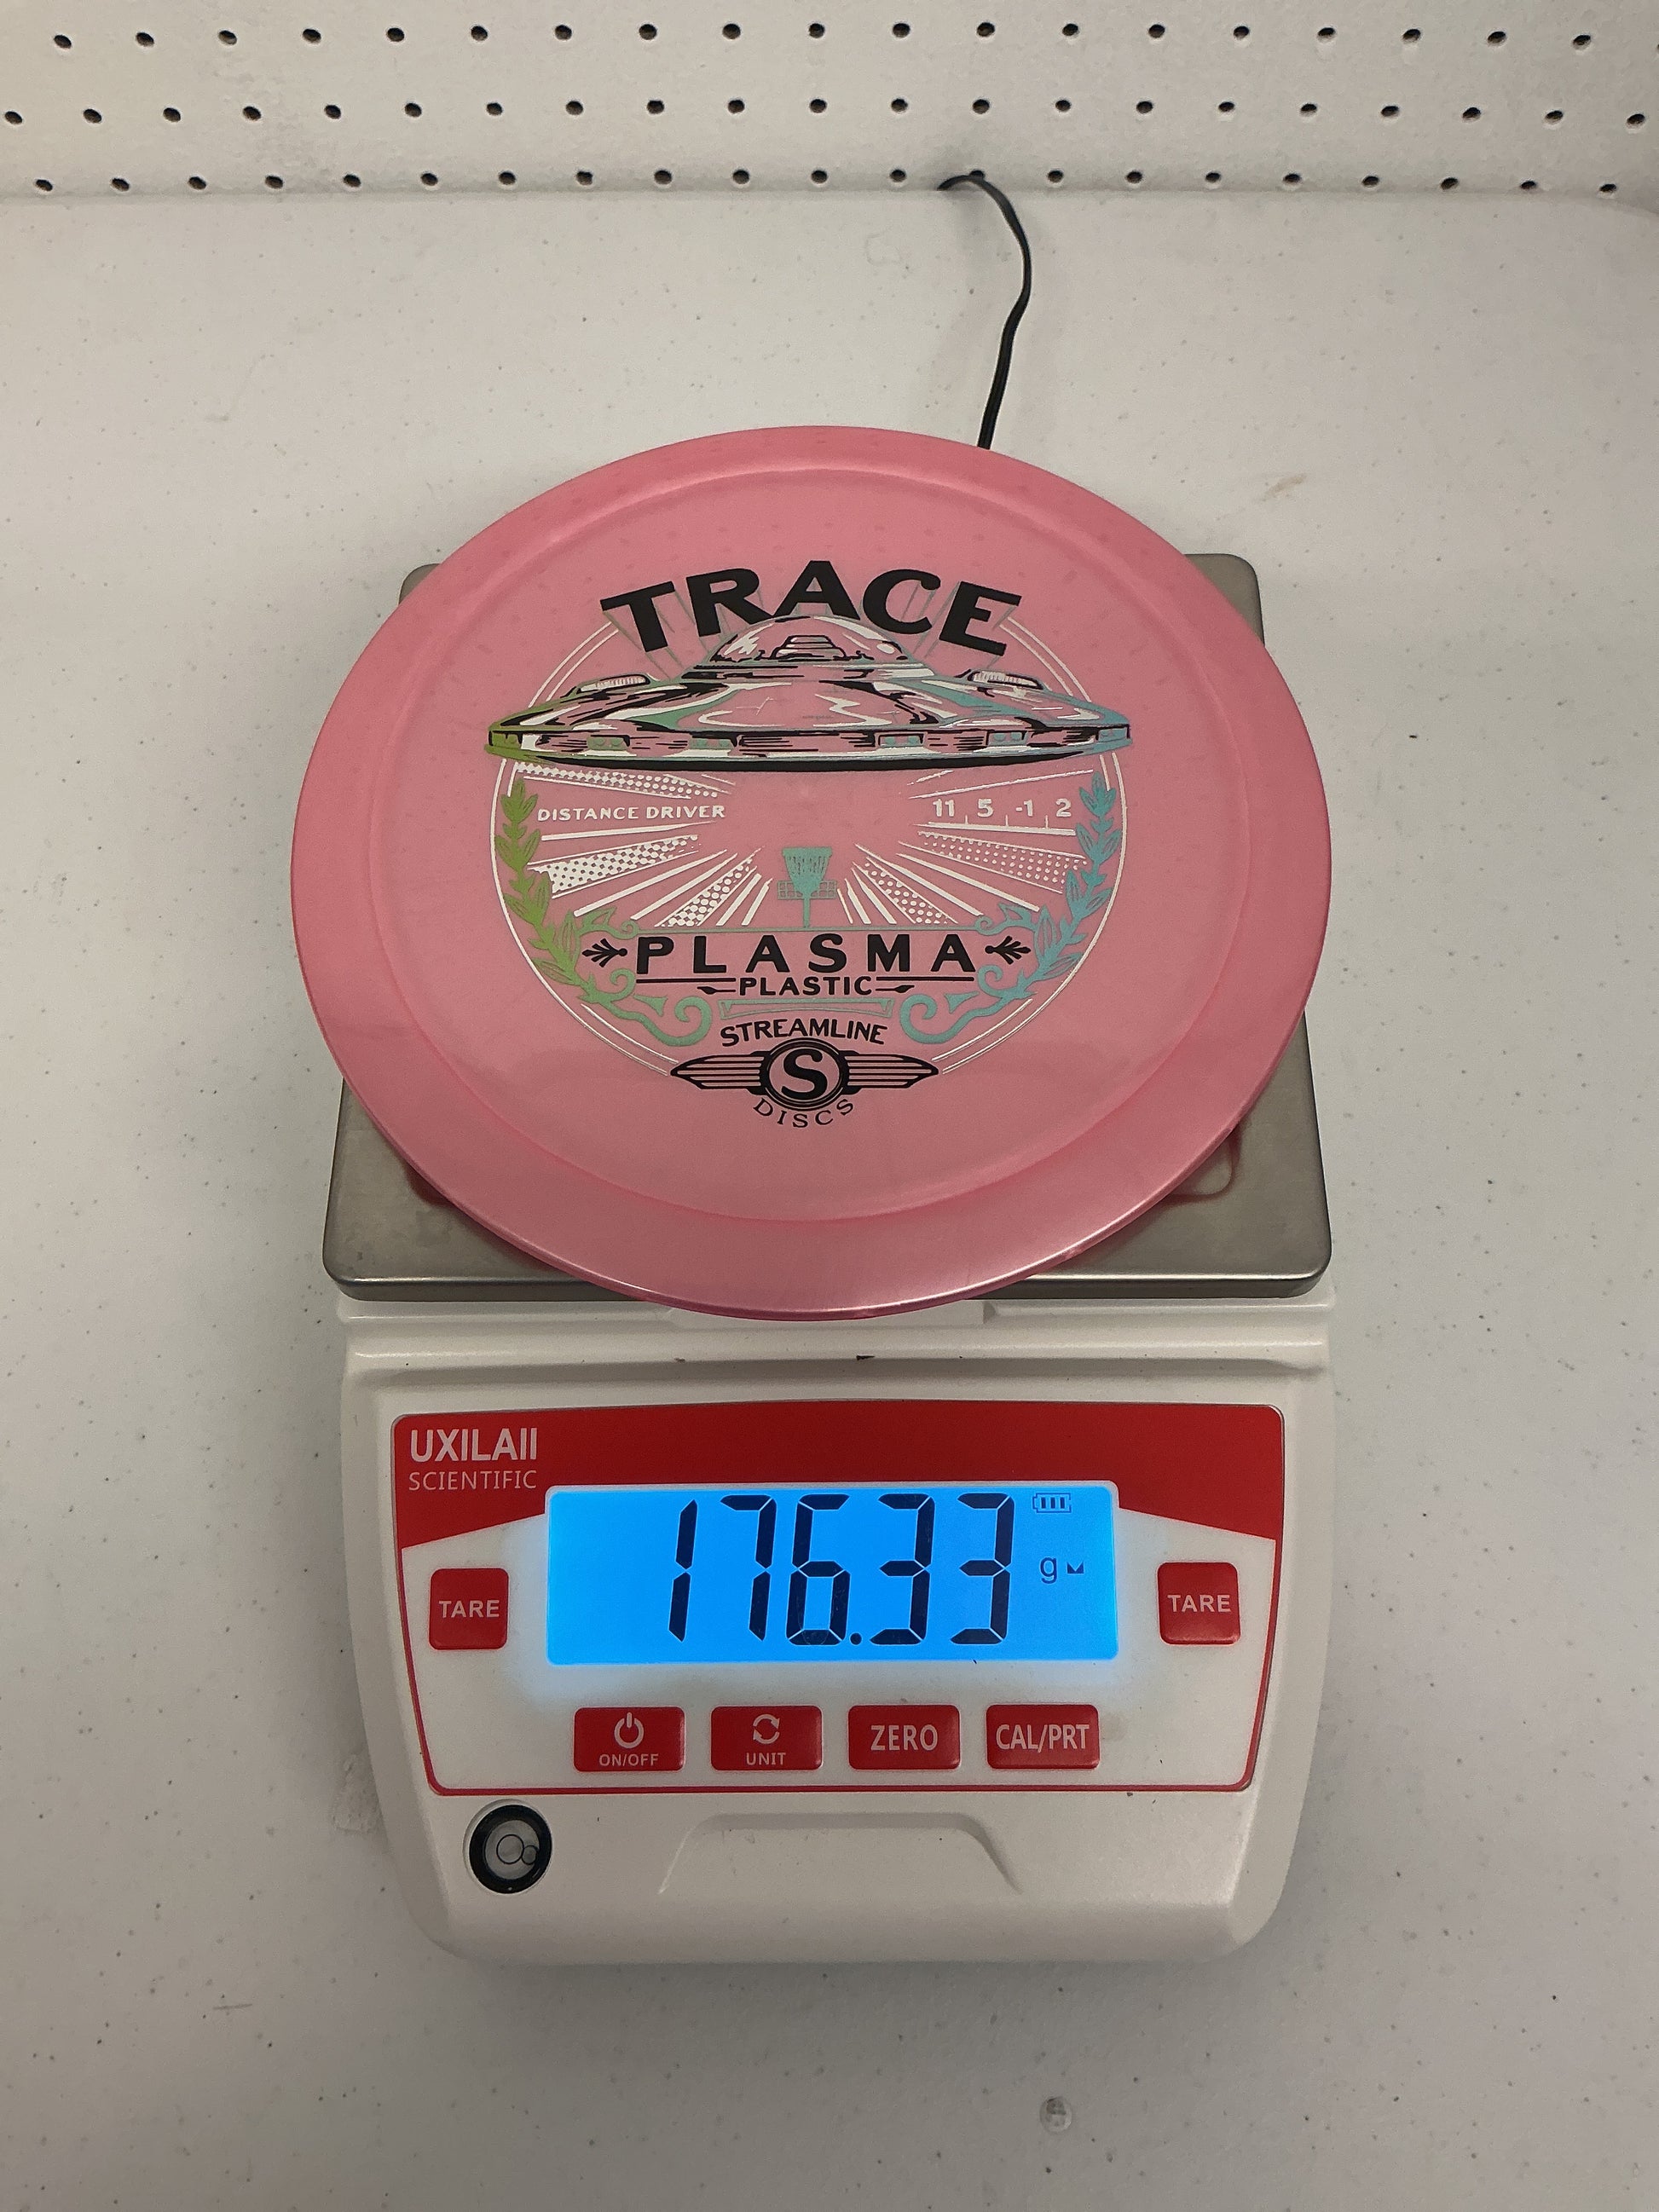 TRACE
DISTANCE DRIVER
11 5 -1 2
PLASMA
PLASTIC
STREAMLINE
S
DISCS
UXILAII
SCIENTIFIC
176.33 g
TARE
TARE
ON/OFF
UNIT
ZERO
CAL/PRT